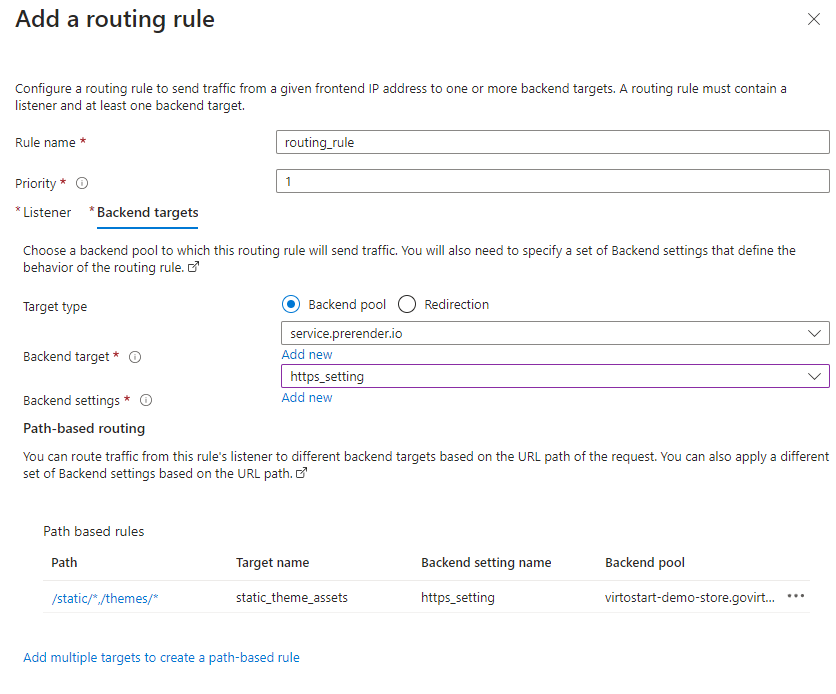 Add a routing rule
Configure a routing rule to send traffic from a given frontend IP address to one or more backend targets. A routing rule must contain a
listener and at least one backend target.
Rule name *
routing_rule
Priority *
1
* Listener
* Backend targets
Choose a backend pool to which this routing rule will send traffic. You will also need to specify a set of Backend settings that define the
behavior of the routing rule.
Target type
Backend pool
Redirection
service.prerender.io
Backend target *
Add new
https_setting
Backend settings *
Add new
Path-based routing
You can route traffic from this rule's listener to different backend targets based on the URL path of the request. You can also apply a different
set of Backend settings based on the URL path.
Path based rules
Path Target name Backend setting name Backend pool
/static/*,/themes/* static_theme_assets https_setting virtostart-demo-store.govirt... •••
Add multiple targets to create a path-based rule